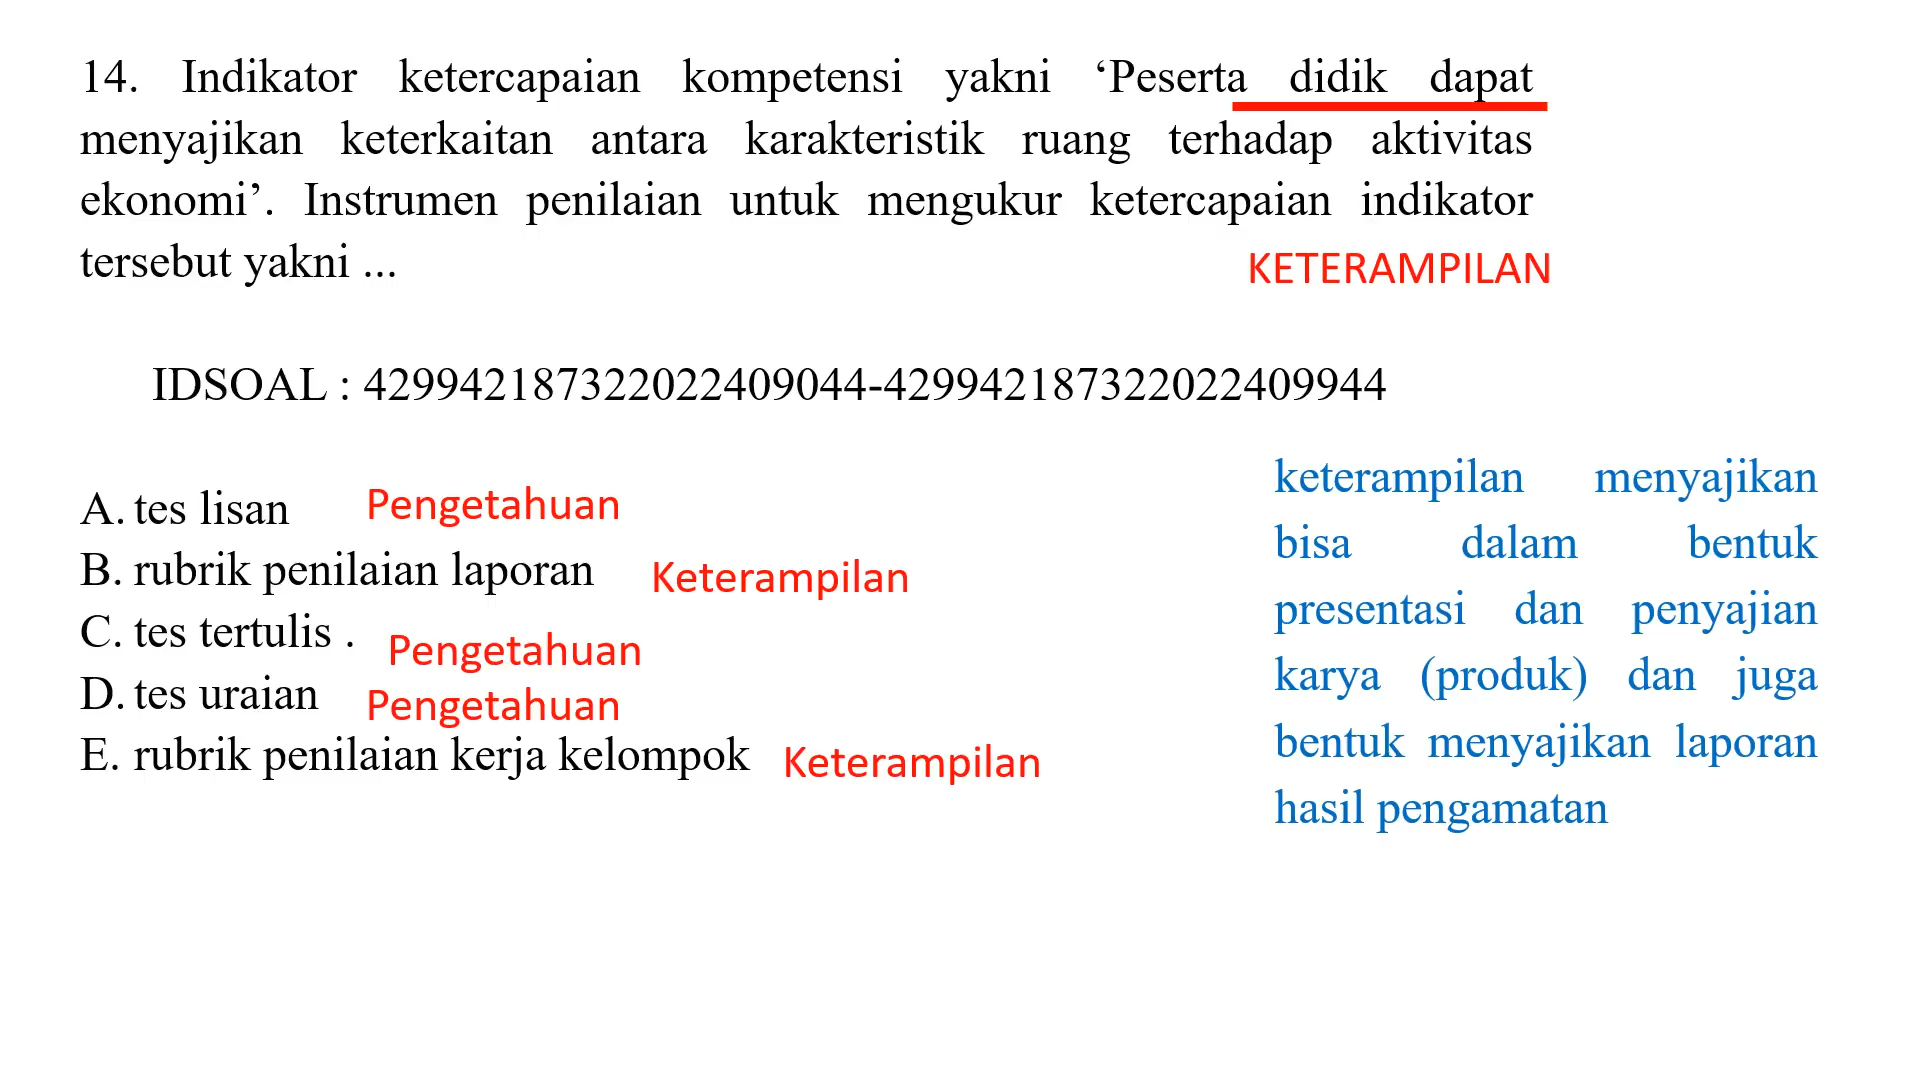 14. Indikator ketercapaian kompetensi yakni ‘Peserta didik dapat
menyajikan keterkaitan antara karakteristik ruang terhadap aktivitas
ekonomi’. Instrumen penilaian untuk mengukur ketercapaian indikator
tersebut yakni ...
KETERAMPILAN
IDSOAL : 429942187322022409044-429942187322022409944
A. tes lisan
Pengetahuan
B. rubrik penilaian laporan
Keterampilan
C. tes tertulis .
Pengetahuan
D. tes uraian
Pengetahuan
E. rubrik penilaian kerja kelompok
Keterampilan
keterampilan menyajikan
bisa dalam bentuk
presentasi dan penyajian
karya (produk) dan juga
bentuk menyajikan laporan
hasil pengamatan